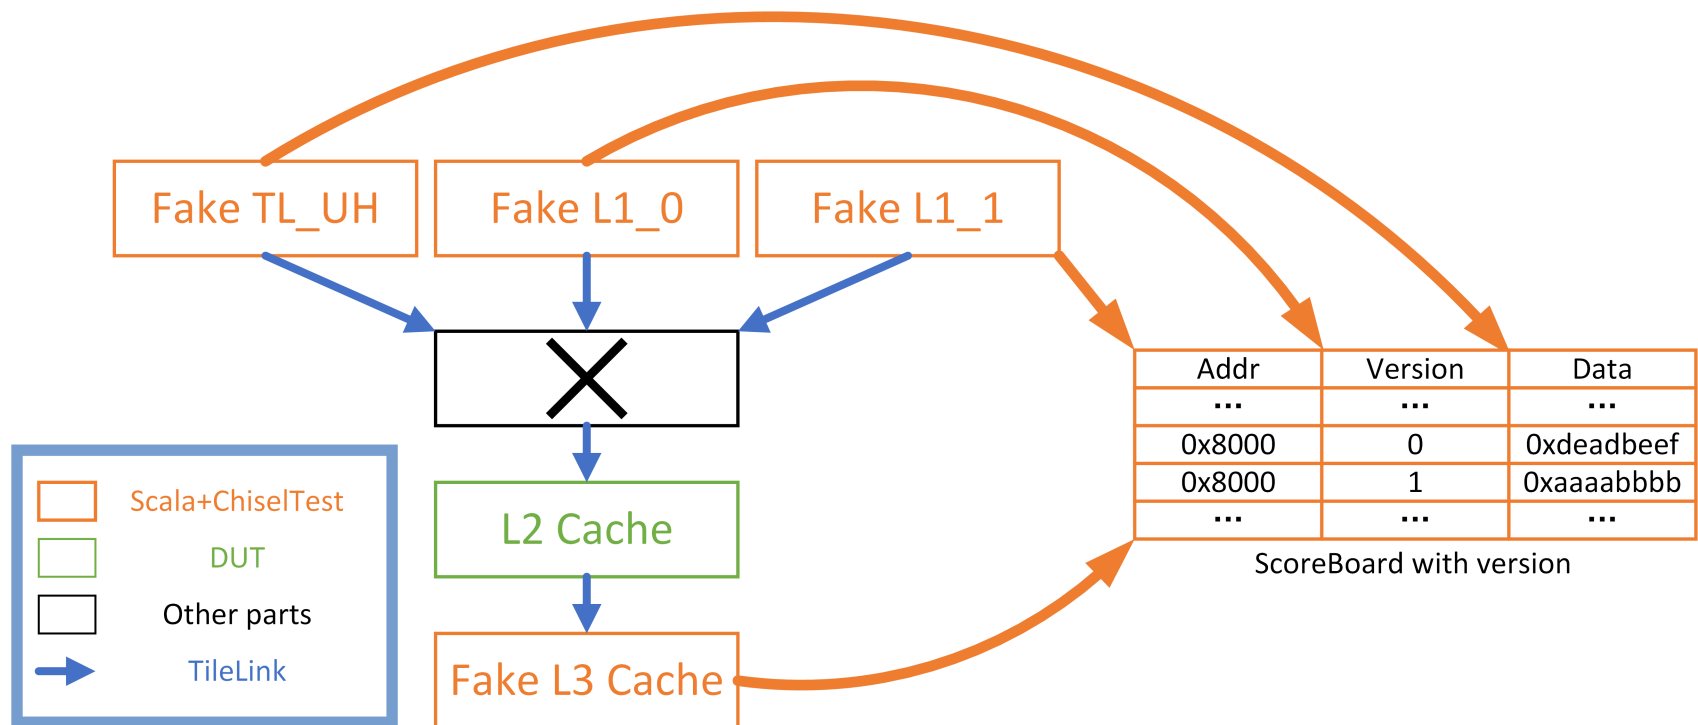 Fake TL_UH
Fake L1_0
Fake L1_1
Addr Version Data
... ... ...
0x8000 0 0xdeadbeef
0x8000 1 0xaaaabbbb
... ... ...
ScoreBoard with version
L2 Cache
Fake L3 Cache
Scala+ChiselTest
DUT
Other parts
TileLink